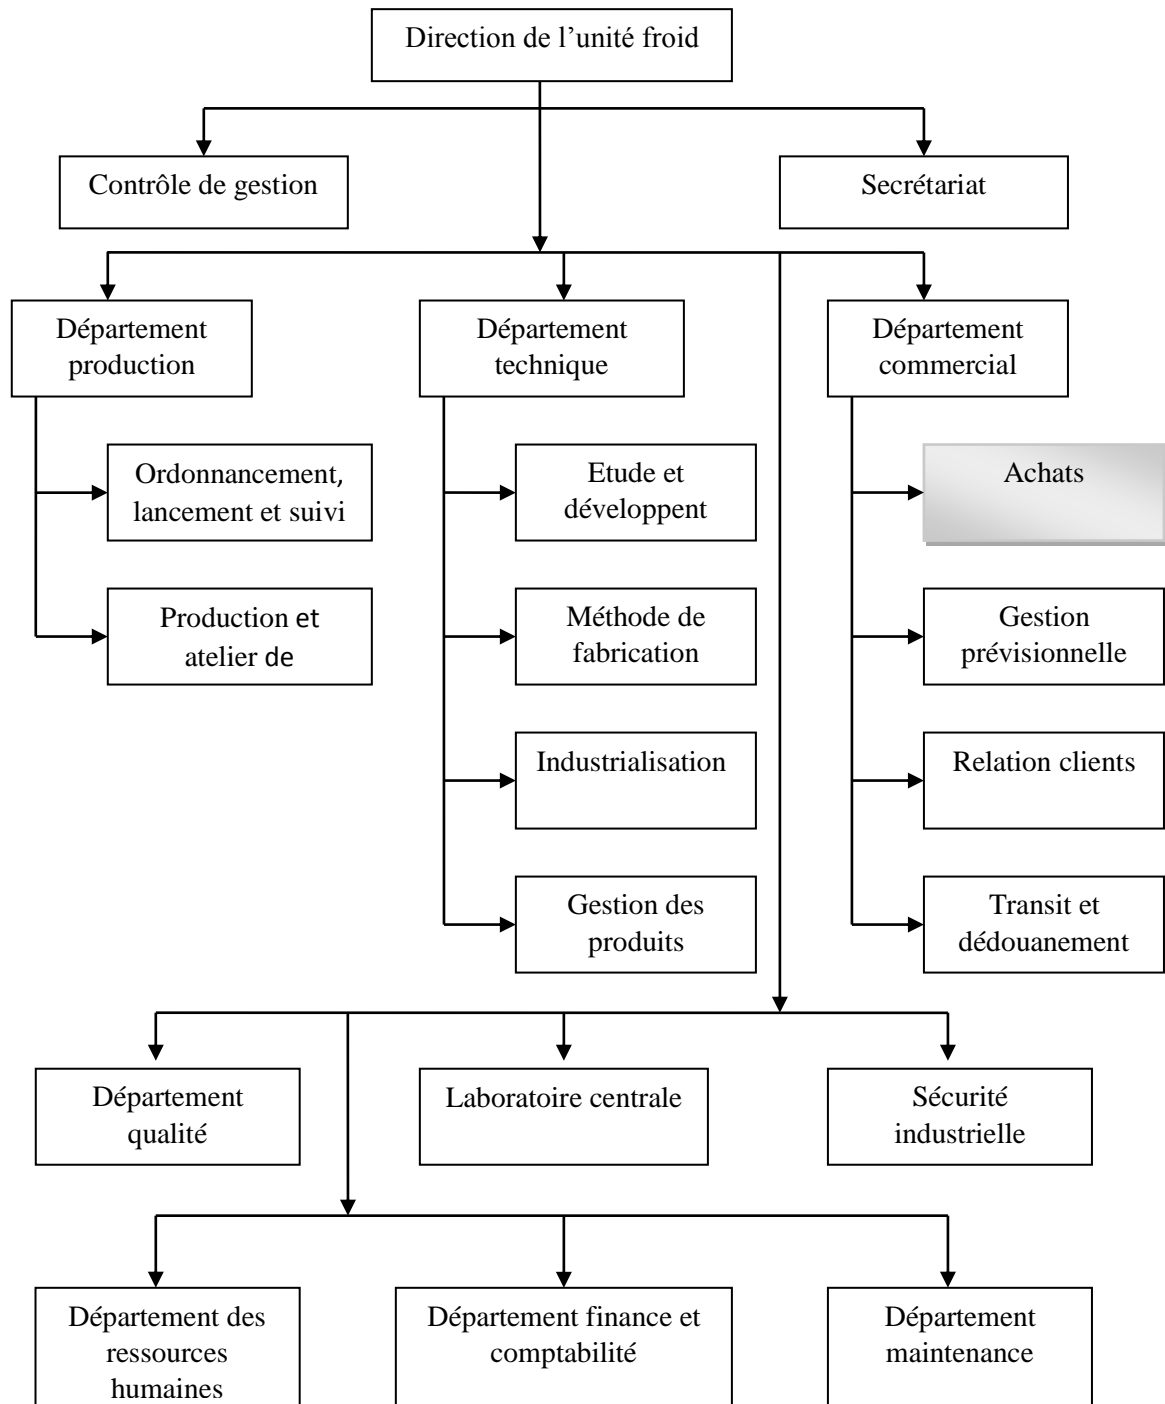 Direction de l’unité froid
Contrôle de gestion
Secrétariat
Département
production
Département
technique
Département
commercial
Ordonnancement,
lancement et suivi
Etude et
développent
Achats
Production et
atelier de
Méthode de
fabrication
Gestion
prévisionnelle
Industrialisation
Relation clients
Gestion des
produits
Transit et
dédouanement
Département
qualité
Laboratoire centrale
Sécurité
industrielle
Département des
ressources
humaines
Département finance et
comptabilité
Département
maintenance